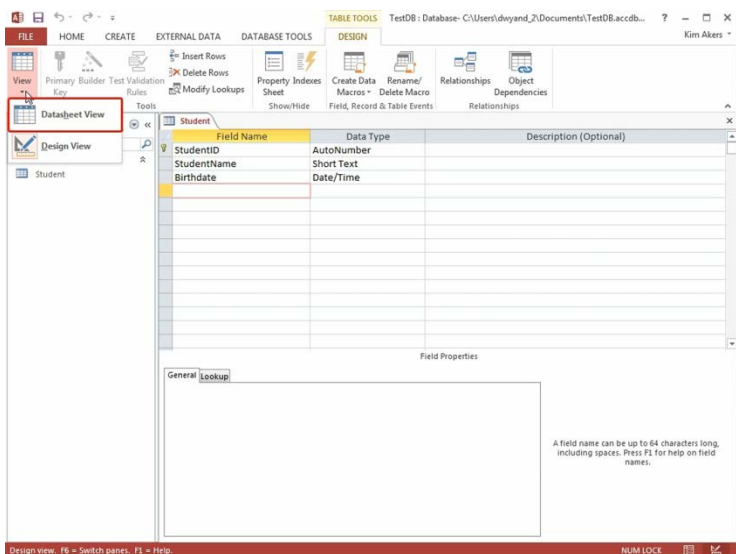 TABLE TOOLS
TestDB : Database- C:\Users\dwyand_2\Documents\TestDB.accdb... ?
FILE HOME CREATE EXTERNAL DATA DATABASE TOOLS DESIGN Kim Akers
View
Primary Key
Builder
Test Validation Rules
Insert Rows
Delete Rows
Modify Lookups
Property Sheet
Indexes
Create Data Macros
Rename/ Delete Macro
Relationships
Object Dependencies
Tools Show/Hide Field, Record & Table Events Relationships
Datasheet View
Design View
Student
Student
Field Name Data Type Description (Optional)
StudentID AutoNumber
StudentName Short Text
Birthdate Date/Time
Field Properties
General Lookup
A field name can be up to 64 characters long,
including spaces. Press F1 for help on field
names.
Design view. F6 = Switch panes. F1 = Help. NUM LOCK